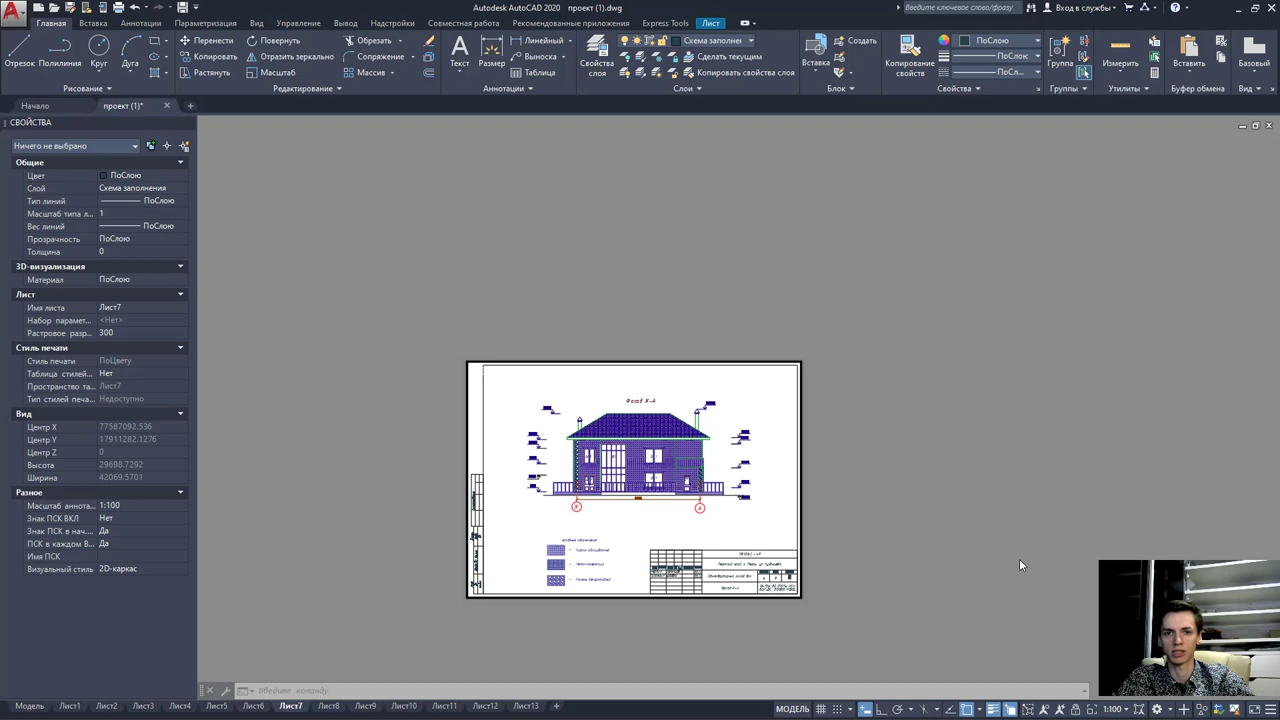 Autodesk AutoCAD 2020 проект (1).dwg
Введите ключевое слово/фразу
Вход в службы
Главная Вставка Аннотации Параметризация Вид Управление Вывод Надстройки Совместная работа Рекомендованные приложения Express Tools Лист
Отрезок Полилиния Круг Дуга
Перенести Повернуть Обрезать
Копировать Отразить зеркально Сопряжение
Растянуть Масштаб Массив
Текст Размер
Линейный
Выноска
Таблица
Свойства слоя
Схема заполнен
Сделать текущим
Копировать свойства слоя
Вставка
Создать
Копирование свойств
ПоСлою
ПоСлою
ПоСл...
Группа Измерить Вставить Базовый
Рисование Редактирование Аннотации Слои Блок Свойства Группы Утилиты Буфер обмена Вид
Начало проект (1)*
СВОЙСТВА
Ничего не выбрано
Общие
Цвет ПоСлою
Слой Схема заполнения
Тип линий ПоСлою
Масштаб типа л... 1
Вес линий ПоСлою
Прозрачность ПоСлою
Толщина 0
3D-визуализация
Материал ПоСлою
Лист
Имя листа Лист7
Набор парамет... <Нет>
Растровое разр... 300
Стиль печати
Стиль печати ПоЦвету
Таблица стилей... Нет
Пространство та... Лист7
Тип стилей печа... Недоступно
Вид
Центр X 77587092.536
Центр Y 17911282.1276
Центр Z 0
Высота 29698.7292
Ширина 42069.5701
Разное
Масштаб аннота... 1:100
Знак ПСК ВКЛ Нет
Знак ПСК в нач... Да
ПСК в каждом В... Да
Имя ПСК
Визуальный стиль 2D-каркас
Введите команду
Модель Лист1 Лист2 Лист3 Лист4 Лист5 Лист6 Лист7 Лист8 Лист9 Лист10 Лист11 Лист12 Лист13
МОДЕЛЬ
1:100